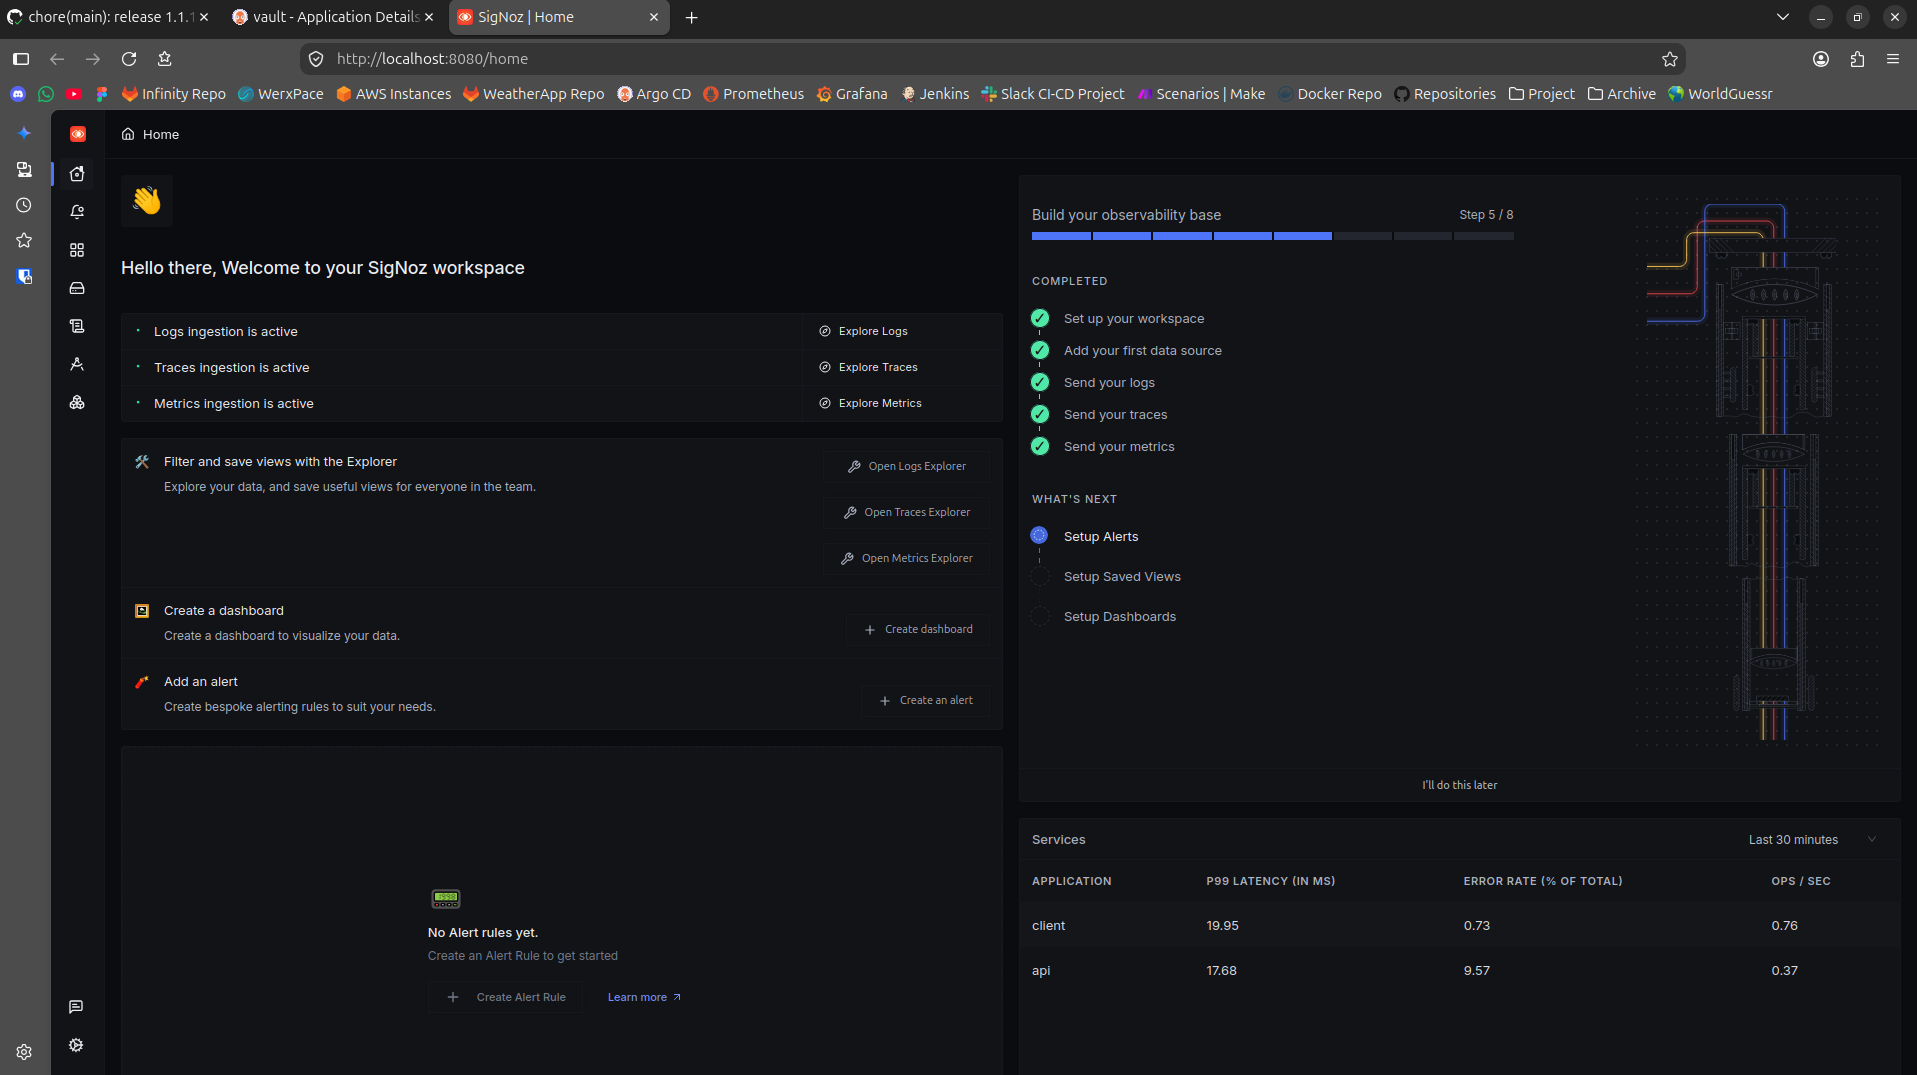 chore(main): release 1.1.1
vault - Application Details
SigNoz | Home
http://localhost:8080/home
Infinity Repo
WerxPace
AWS Instances
WeatherApp Repo
Argo CD
Prometheus
Grafana
Jenkins
Slack CI-CD Project
Scenarios | Make
Docker Repo
Repositories
Project
Archive
WorldGuessr
Home
Hello there, Welcome to your SigNoz workspace
Logs ingestion is active
Explore Logs
Traces ingestion is active
Explore Traces
Metrics ingestion is active
Explore Metrics
Filter and save views with the Explorer
Explore your data, and save useful views for everyone in the team.
Open Logs Explorer
Open Traces Explorer
Open Metrics Explorer
Create a dashboard
Create a dashboard to visualize your data.
Create dashboard
Add an alert
Create bespoke alerting rules to suit your needs.
Create an alert
No Alert rules yet.
Create an Alert Rule to get started
Create Alert Rule
Learn more
Build your observability base
Step 5 / 8
COMPLETED
Set up your workspace
Add your first data source
Send your logs
Send your traces
Send your metrics
WHAT'S NEXT
Setup Alerts
Setup Saved Views
Setup Dashboards
I'll do this later
Services
Last 30 minutes
APPLICATION P99 LATENCY (IN MS) ERROR RATE (% OF TOTAL) OPS / SEC
client 19.95 0.73 0.76
api 17.68 9.57 0.37